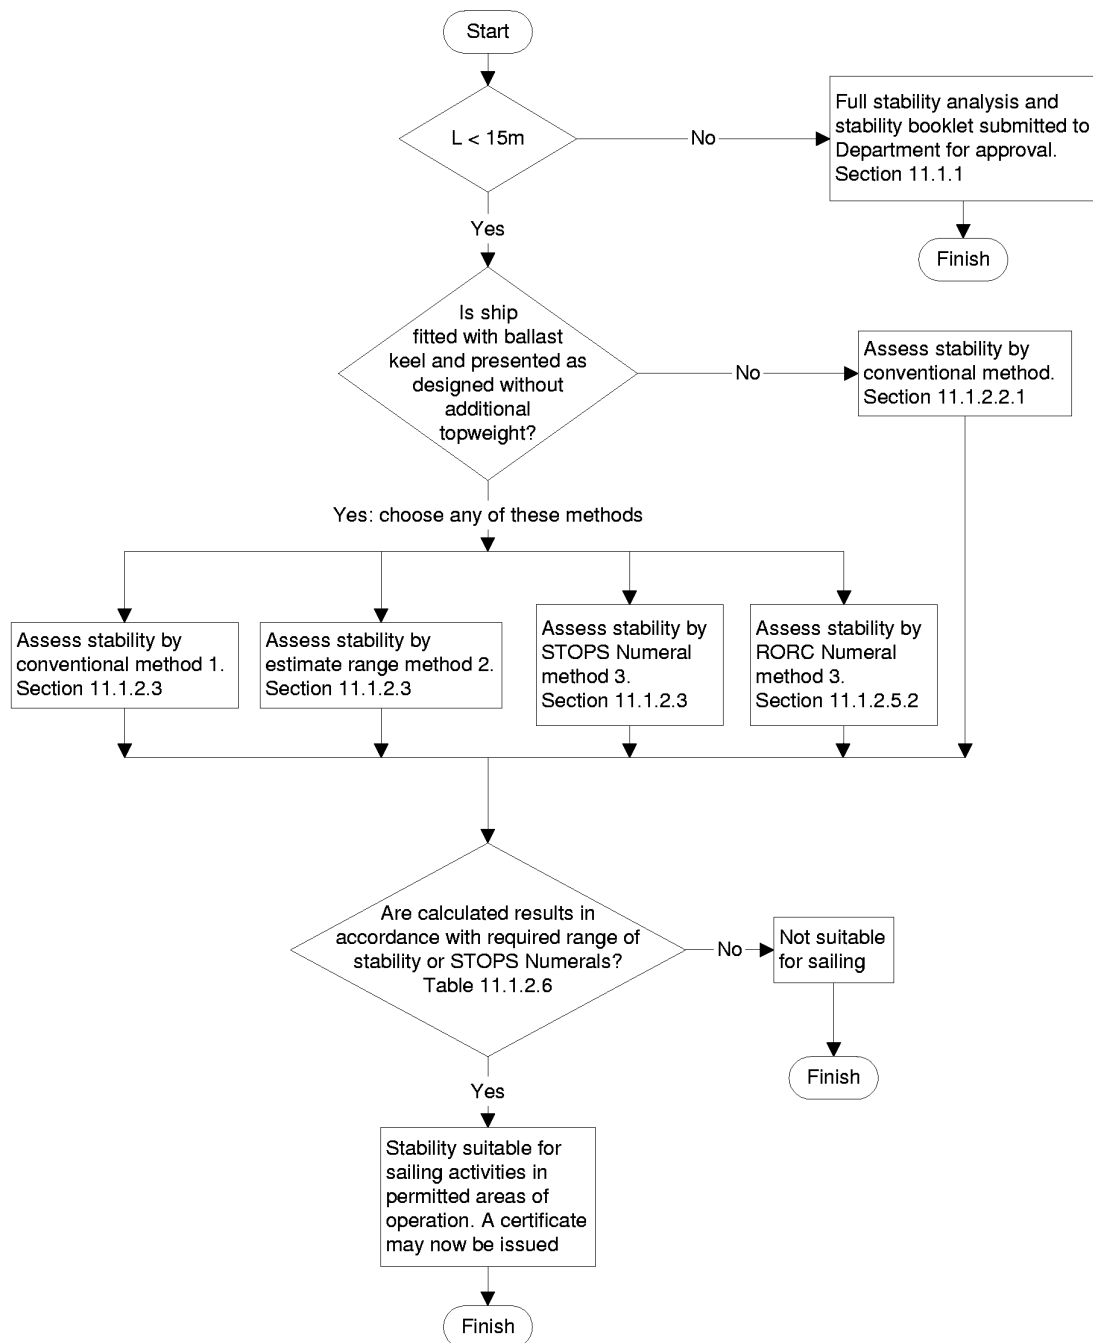 Start
L < 15m
No
Full stability analysis and
stability booklet submitted to
Department for approval.
Section 11.1.1
Yes
Finish
Is ship
fitted with ballast
keel and presented as
designed without
additional
topweight?
No
Assess stability by
conventional method.
Section 11.1.2.2.1
Yes: choose any of these methods
Assess stability by
conventional method 1.
Section 11.1.2.3
Assess stability by
estimate range method 2.
Section 11.1.2.3
Assess stability by
STOPS Numeral
method 3.
Section 11.1.2.3
Assess stability by
RORC Numeral
method 3.
Section 11.1.2.5.2
Are calculated results in
accordance with required range of
stability or STOPS Numerals?
Table 11.1.2.6
No
Not suitable
for sailing
Finish
Yes
Stability suitable for
sailing activities in
permitted areas of
operation. A certificate
may now be issued
Finish